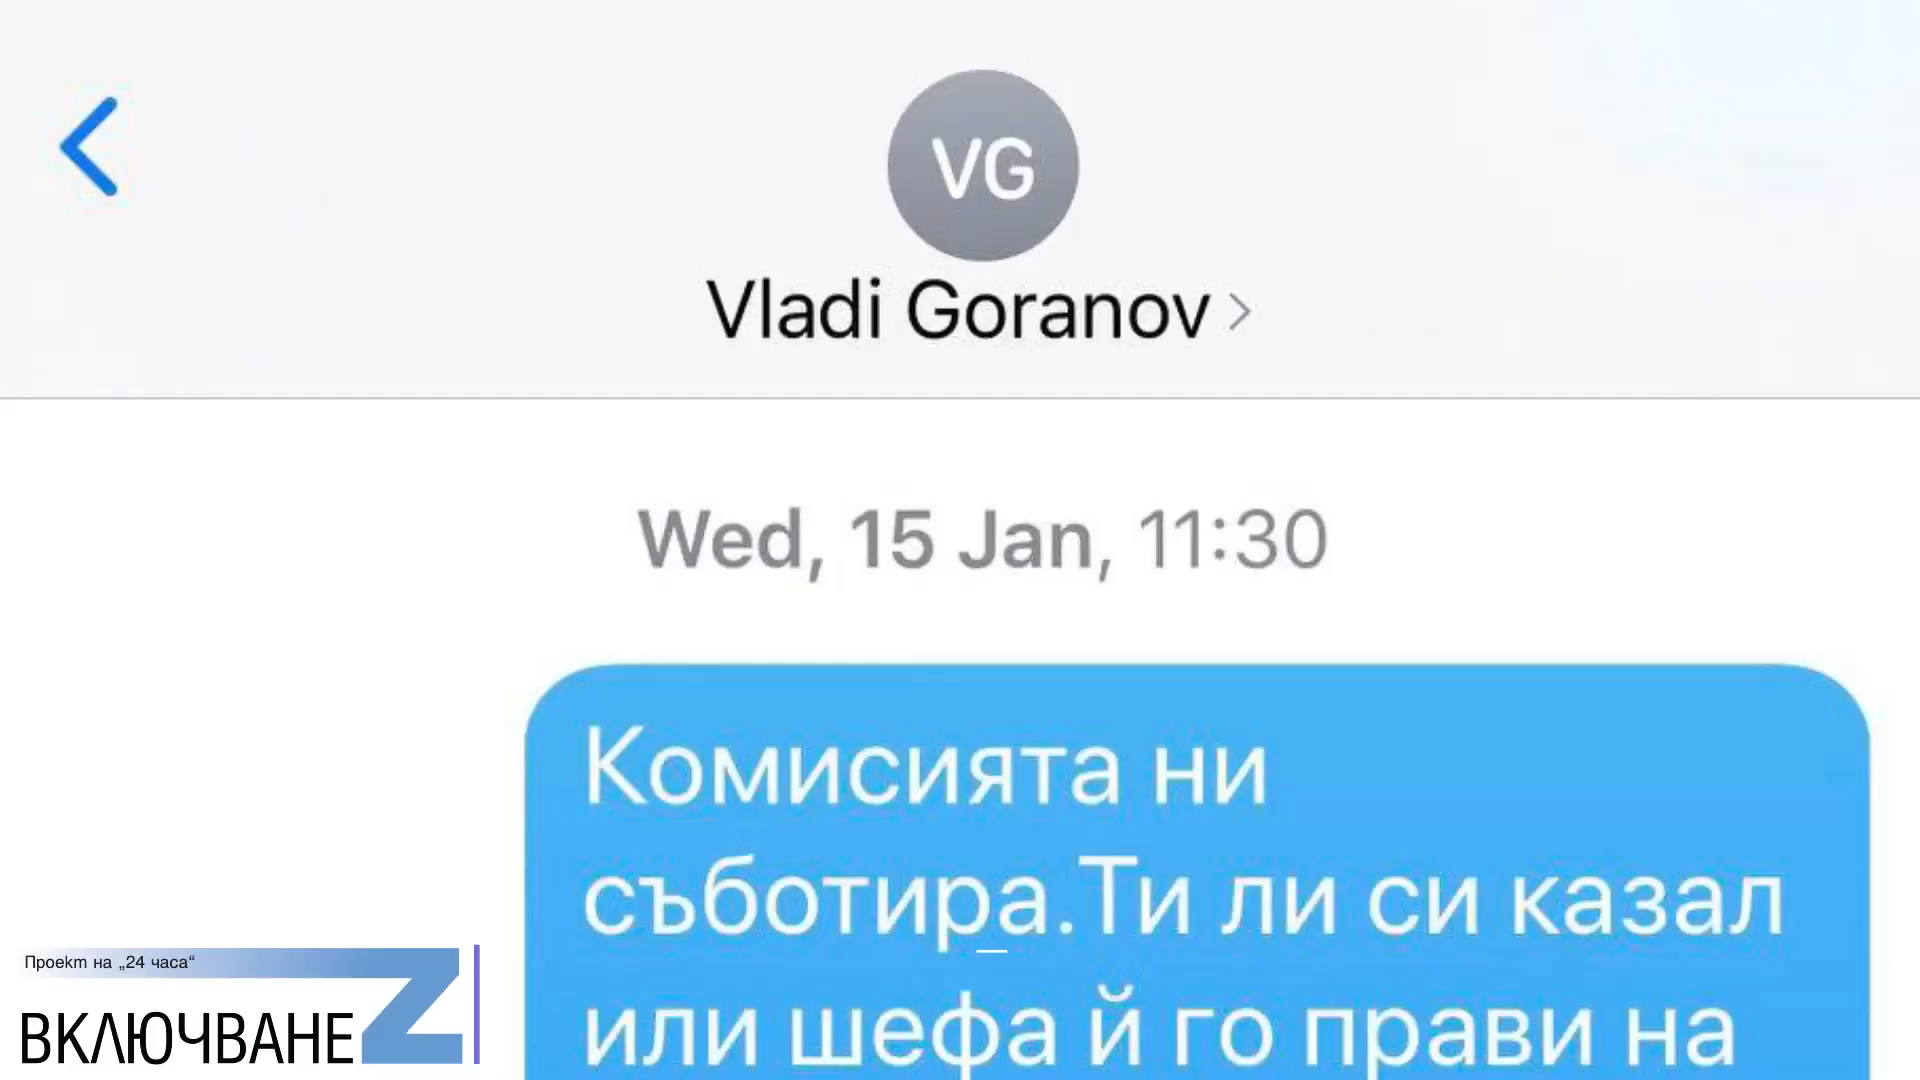 VG
Vladi Goranov
Wed, 15 Jan, 11:30
Комисията ни
съботира.Ти ли си казал
или шефа й го прави на
Проект на „24 часа“
ВКЛЮЧВАНЕ Z